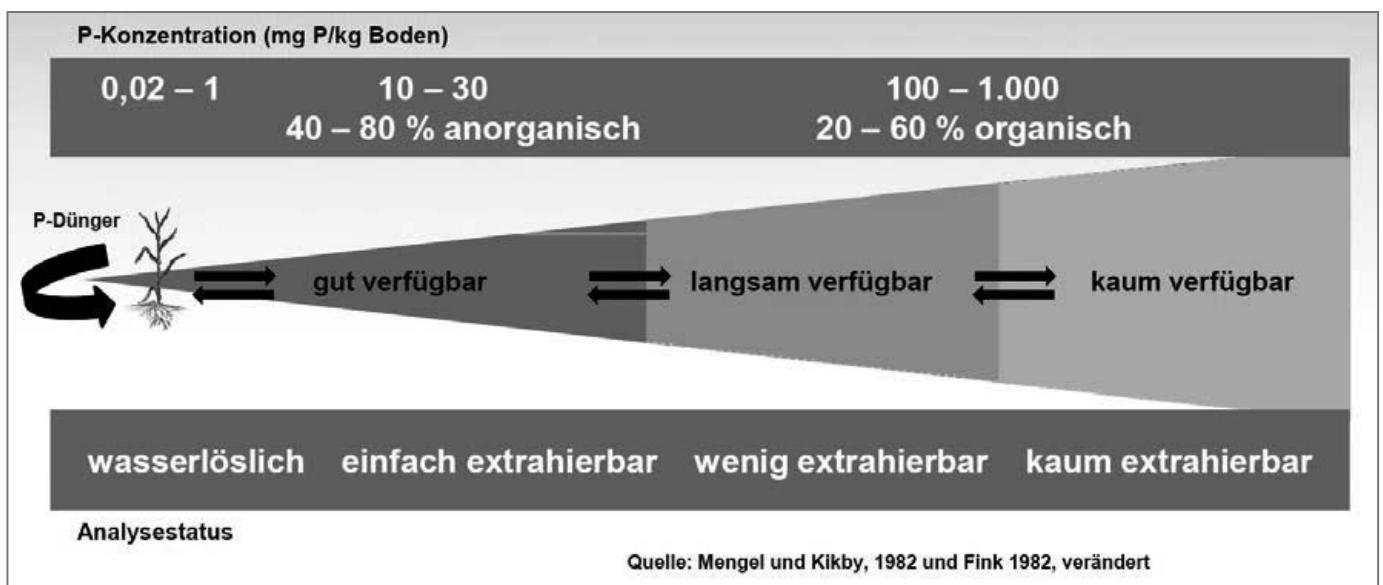 P-Konzentration (mg P/kg Boden)
0,02 – 1
10 – 30
100 – 1.000
40 – 80 % anorganisch
20 – 60 % organisch
P-Dünger
gut verfügbar
langsam verfügbar
kaum verfügbar
wasserlöslich
einfach extrahierbar
wenig extrahierbar
kaum extrahierbar
Analysestatus
Quelle: Mengel und Kikby, 1982 und Fink 1982, verändert